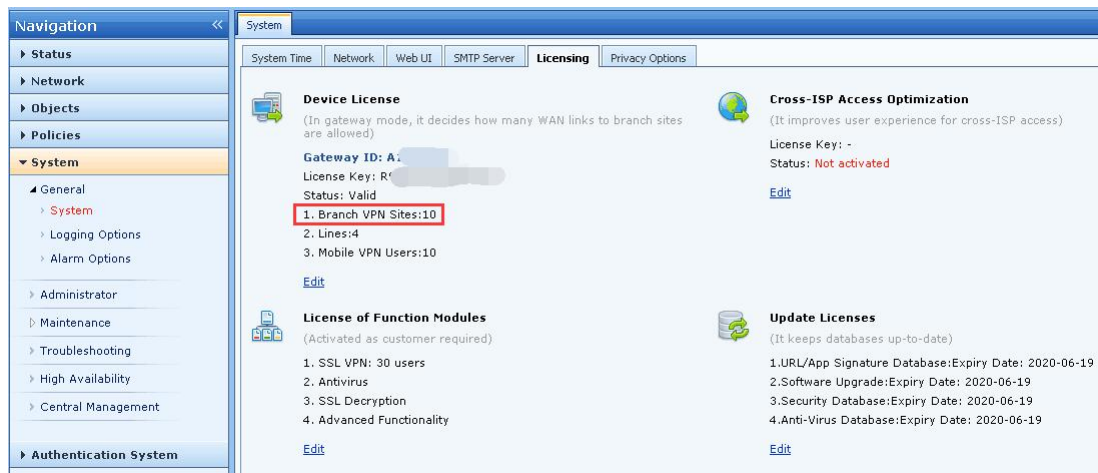 Navigation
Status
Network
Objects
Policies
System
General
System
Logging Options
Alarm Options
Administrator
Maintenance
Troubleshooting
High Availability
Central Management
Authentication System
System
System Time Network Web UI SMTP Server Licensing Privacy Options
Device License
(In gateway mode, it decides how many WAN links to branch sites
are allowed)
Gateway ID:
License Key:
Status: Valid
1. Branch VPN Sites:10
2. Lines:4
3. Mobile VPN Users:10
Edit
Cross-ISP Access Optimization
(It improves user experience for cross-ISP access)
License Key: -
Status: Not activated
Edit
License of Function Modules
(Activated as customer required)
1. SSL VPN: 30 users
2. Antivirus
3. SSL Decryption
4. Advanced Functionality
Edit
Update Licenses
(It keeps databases up-to-date)
1.URL/App Signature Database:Expiry Date: 2020-06-19
2.Software Upgrade:Expiry Date: 2020-06-19
3.Security Database:Expiry Date: 2020-06-19
4.Anti-Virus Database:Expiry Date: 2020-06-19
Edit